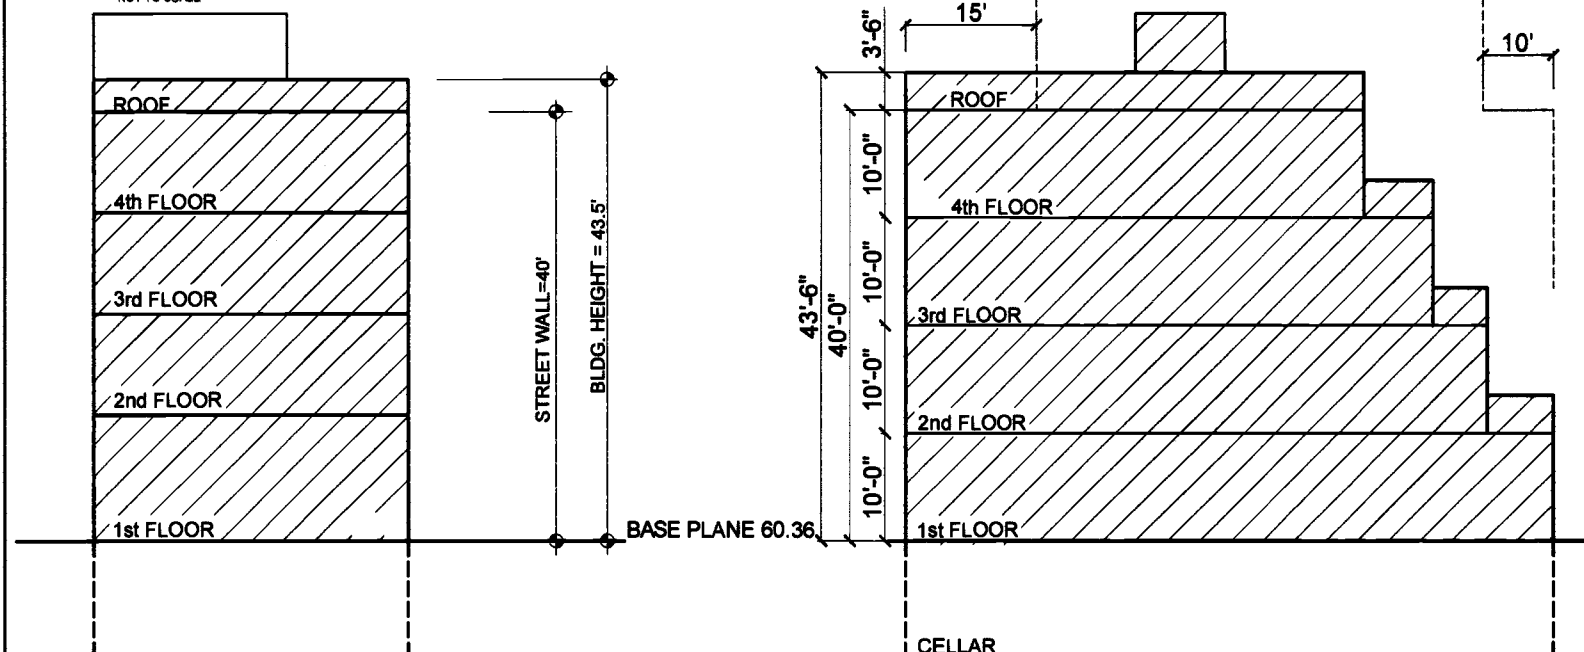 ROOF
4th FLOOR
3rd FLOOR
2nd FLOOR
1st FLOOR
STREET WALL=40'
BLDG. HEIGHT = 43.5'
BASE PLANE 60.36
15'
10'
3'-6"
43'-6"
40'-0"
10'-0"
10'-0"
10'-0"
10'-0"
ROOF
4th FLOOR
3rd FLOOR
2nd FLOOR
1st FLOOR
CELLAR